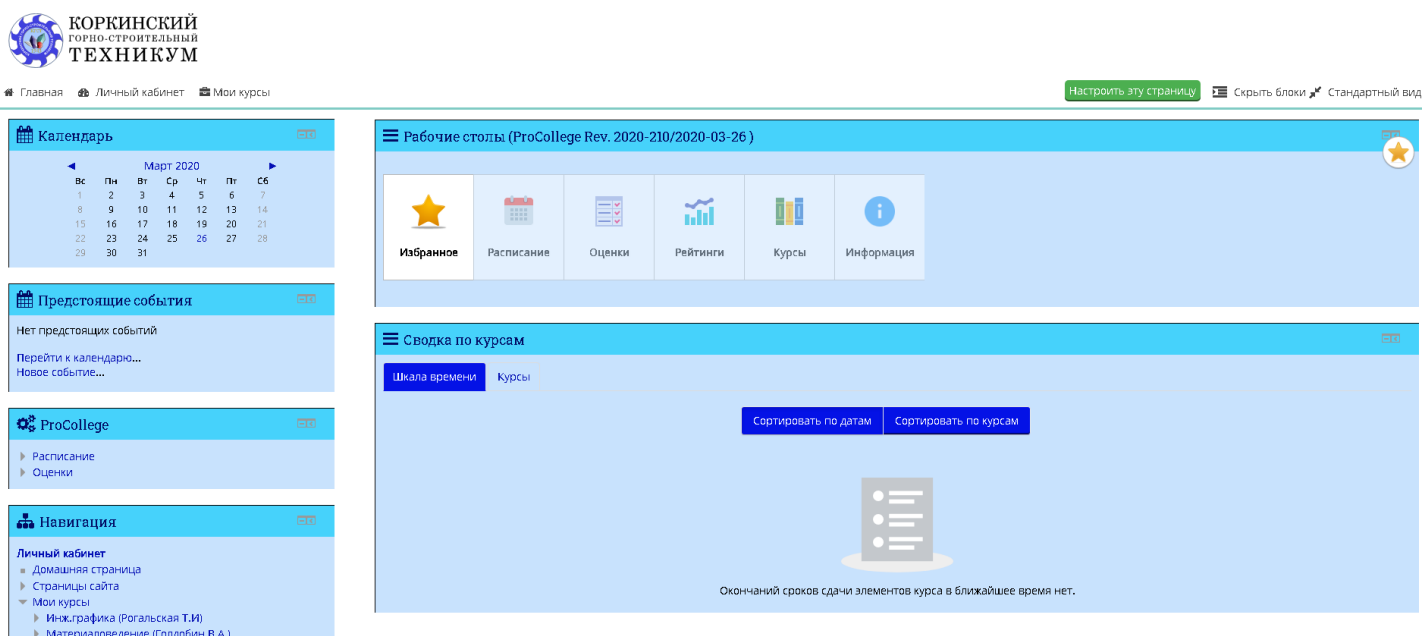 КОРКИНСКИЙ
ГОРНО-СТРОИТЕЛЬНЫЙ
ТЕХНИКУМ
Главная Личный кабинет Мои курсы
Настроить эту страницу Скрыть блоки Стандартный вид
Календарь
◄ Март 2020 ►
Вс Пн Вт Ср Чт Пт Сб
1 2 3 4 5 6 7
8 9 10 11 12 13 14
15 16 17 18 19 20 21
22 23 24 25 26 27 28
29 30 31
Предстоящие события
Нет предстоящих событий
Перейти к календарю...
Новое событие...
ProCollege
Расписание
Оценки
Навигация
Личный кабинет
Домашняя страница
Страницы сайта
Мои курсы
Инж.графика (Рогальская Т.И)
Материаловедение (Голдобин В.А.)
Рабочие столы (ProCollege Rev. 2020-210/2020-03-26 )
Избранное Расписание Оценки Рейтинги Курсы Информация
Сводка по курсам
Шкала времени Курсы
Сортировать по датам Сортировать по курсам
Окончаний сроков сдачи элементов курса в ближайшее время нет.